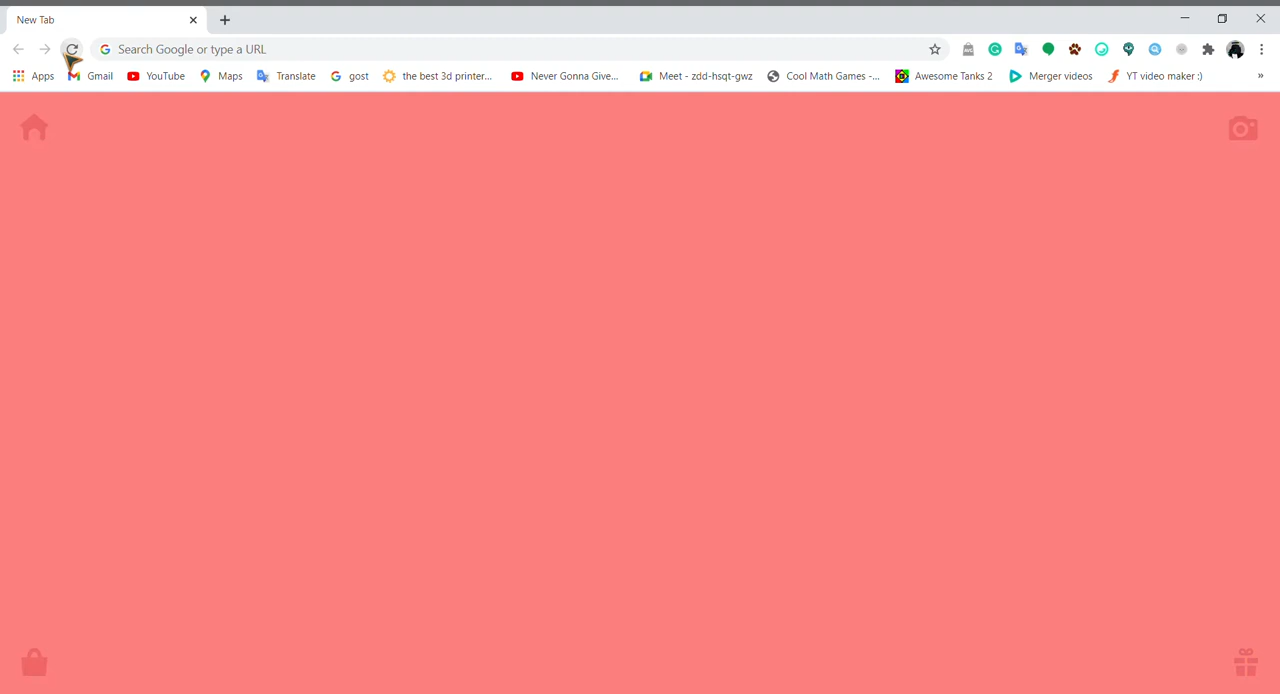 New Tab
Search Google or type a URL
Apps Gmail YouTube Maps Translate gost the best 3d printer... Never Gonna Give... Meet - zdd-hsqt-gwz Cool Math Games -... Awesome Tanks 2 Merger videos YT video maker :) »